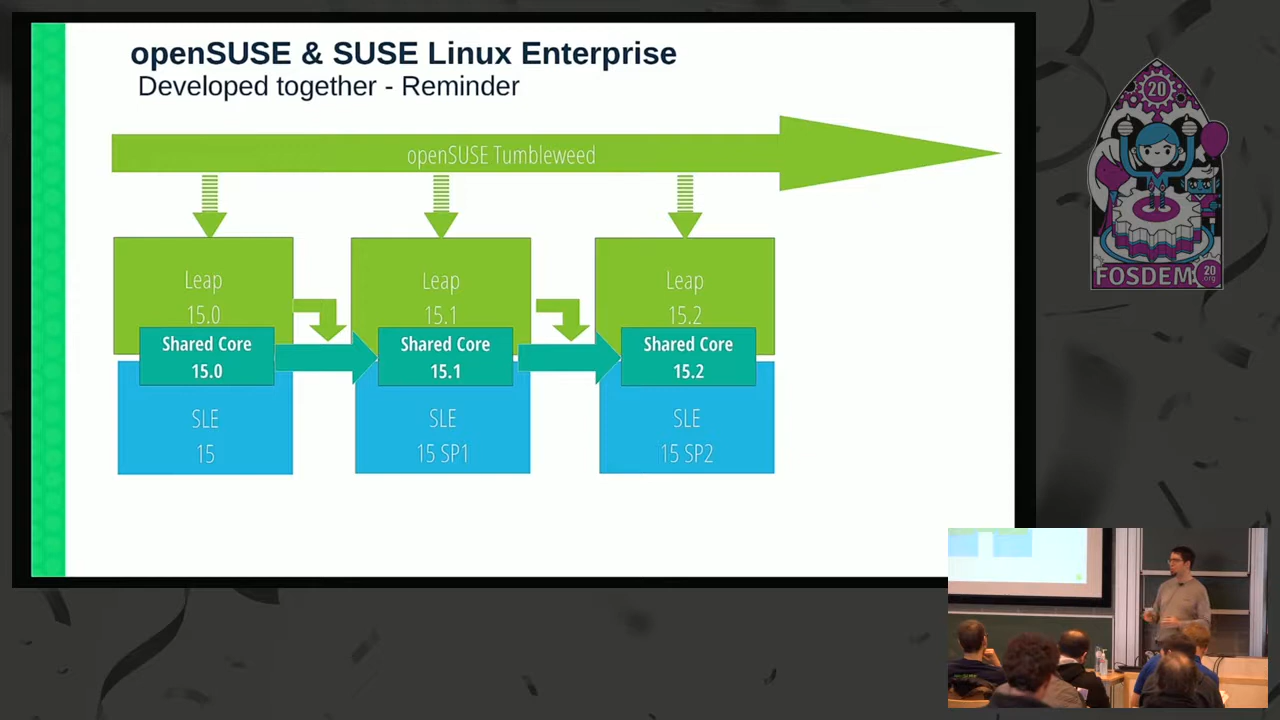 openSUSE & SUSE Linux Enterprise
Developed together - Reminder
openSUSE Tumbleweed
Leap
15.0
Shared Core
15.0
SLE
15
Leap
15.1
Shared Core
15.1
SLE
15 SP1
Leap
15.2
Shared Core
15.2
SLE
15 SP2
20
FOSDEM
20
org